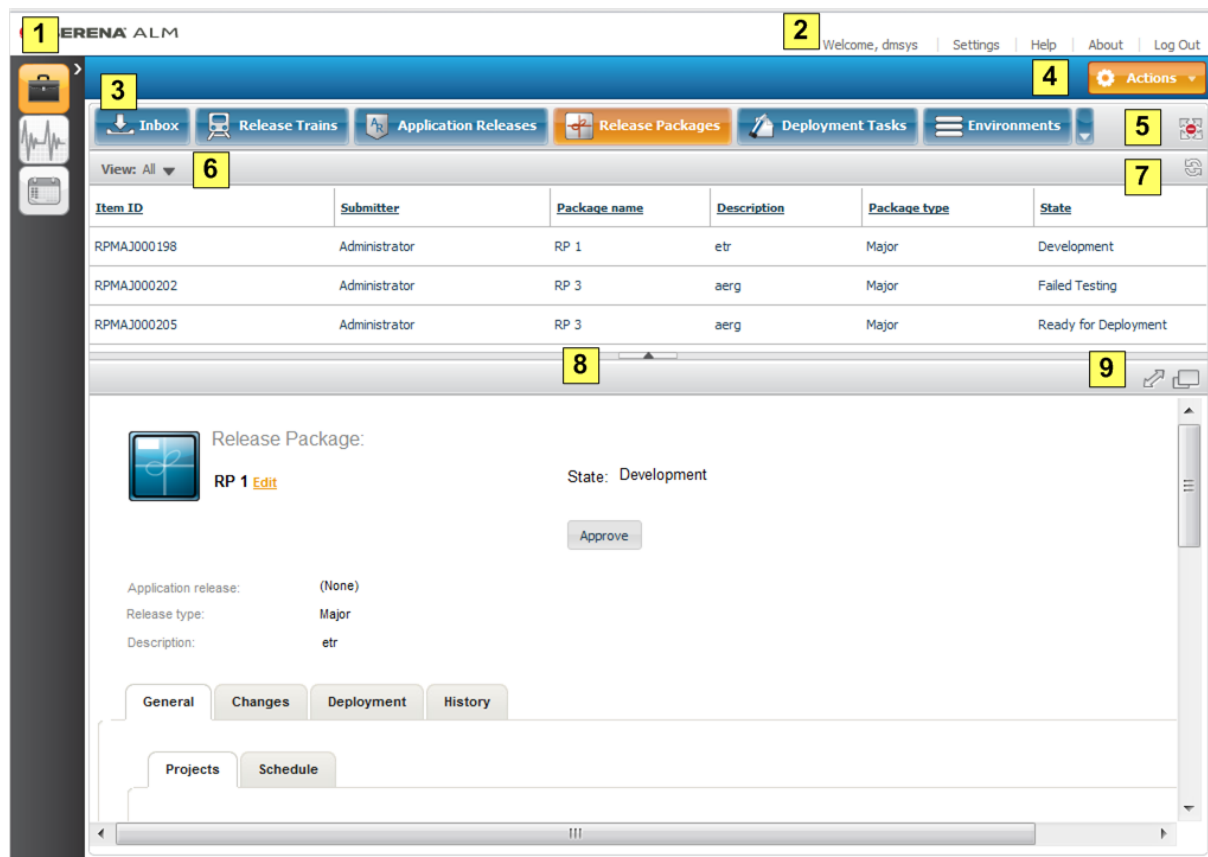 1 SERENA ALM
2
Welcome, dmsys Settings Help About Log Out
3
4 Actions
Inbox Release Trains Application Releases Release Packages Deployment Tasks Environments 5
View: All 6 7
Item ID Submitter Package name Description Package type State
RPMAJ000198 Administrator RP 1 etr Major Development
RPMAJ000202 Administrator RP 3 aerg Major Failed Testing
RPMAJ000205 Administrator RP 3 aerg Major Ready for Deployment
8 9
Release Package:
RP 1 Edit State: Development
Approve
Application release: (None)
Release type: Major
Description: etr
General Changes Deployment History
Projects Schedule